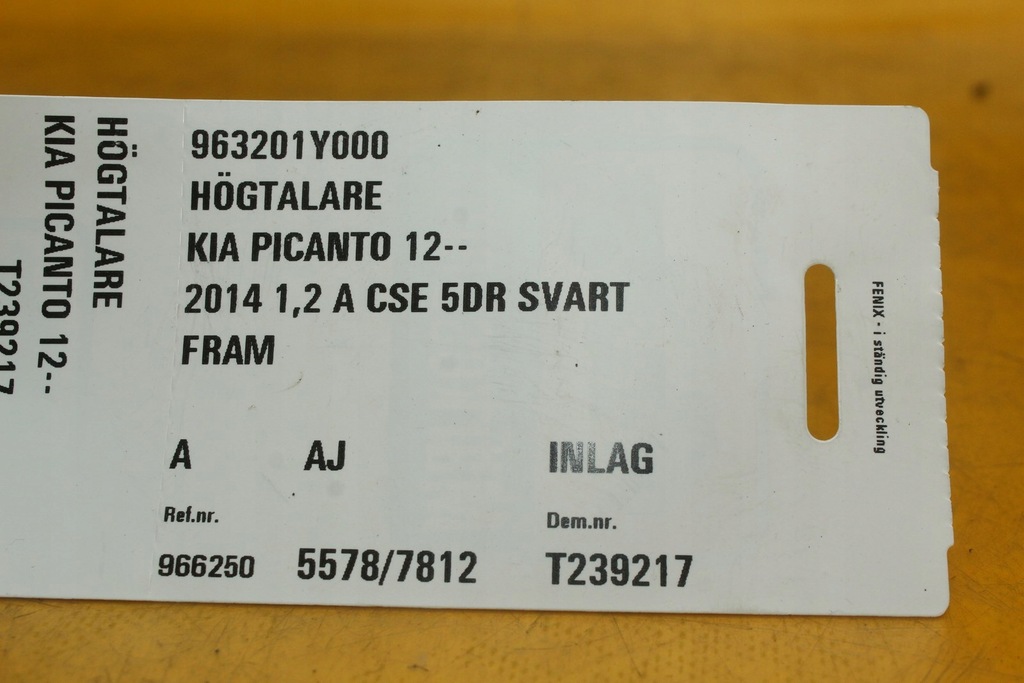 HÖGTALARE
KIA PICANTO 12--
T239217
963201Y000
HÖGTALARE
KIA PICANTO 12--
2014 1,2 A CSE 5DR SVART
FRAM
A AJ INLAG
Ref.nr. Dem.nr.
966250 5578/7812 T239217
FENIX - i ständig utveckling